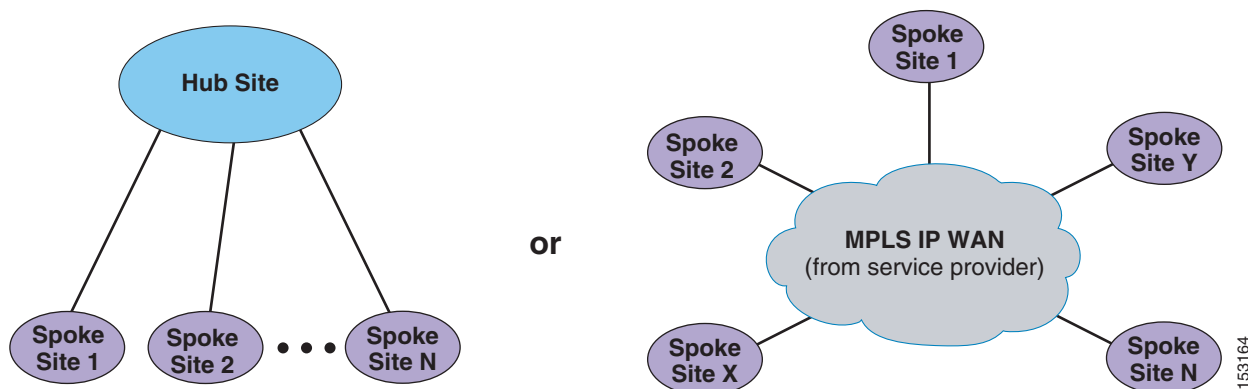 Hub Site
Spoke
Site 1
Spoke
Site 2
Spoke
Site N
or
Spoke
Site 1
Spoke
Site 2
Spoke
Site Y
MPLS IP WAN
(from service provider)
Spoke
Site X
Spoke
Site N
153164